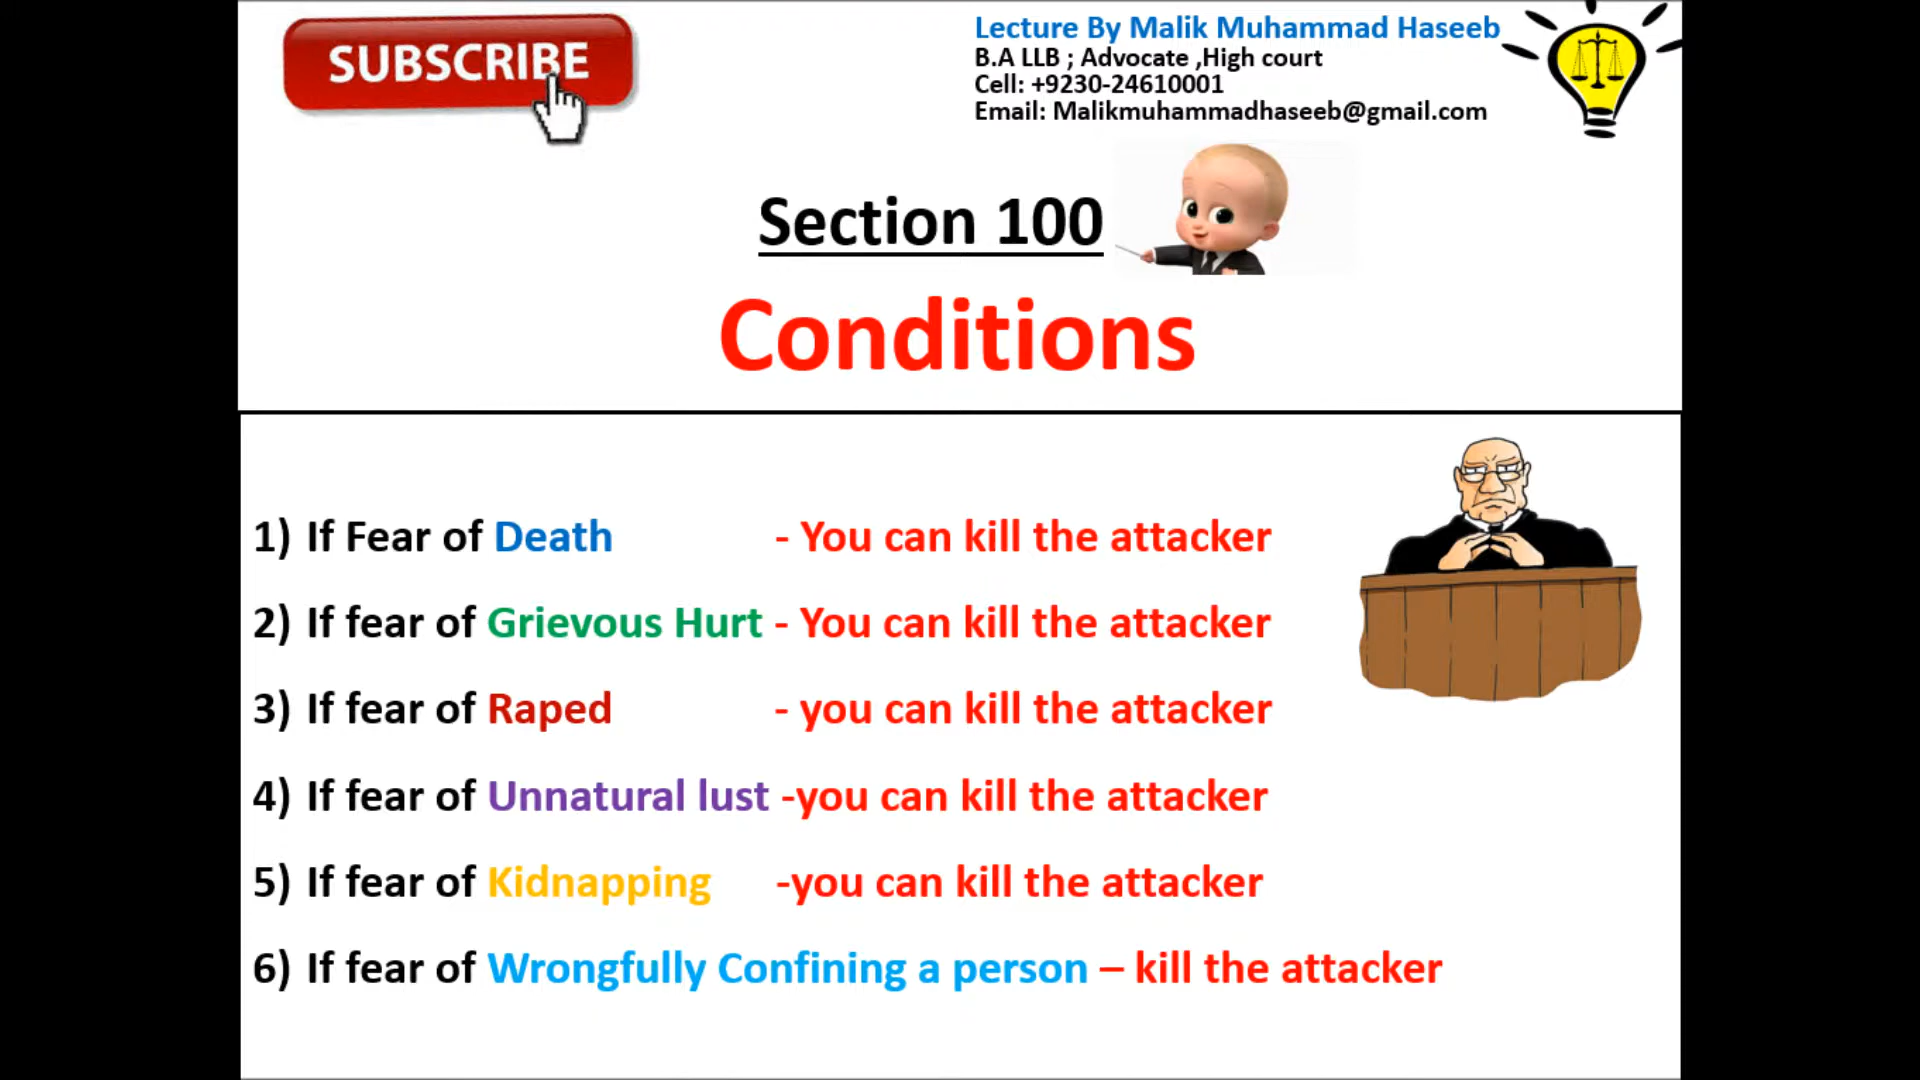 SUBSCRIBE
Lecture By Malik Muhammad Haseeb
B.A LLB ; Advocate ,High court
Cell: +9230-24610001
Email: Malikmuhammadhaseeb@gmail.com
Section 100
Conditions
1) If Fear of Death - You can kill the attacker
2) If fear of Grievous Hurt - You can kill the attacker
3) If fear of Raped - you can kill the attacker
4) If fear of Unnatural lust -you can kill the attacker
5) If fear of Kidnapping -you can kill the attacker
6) If fear of Wrongfully Confining a person – kill the attacker